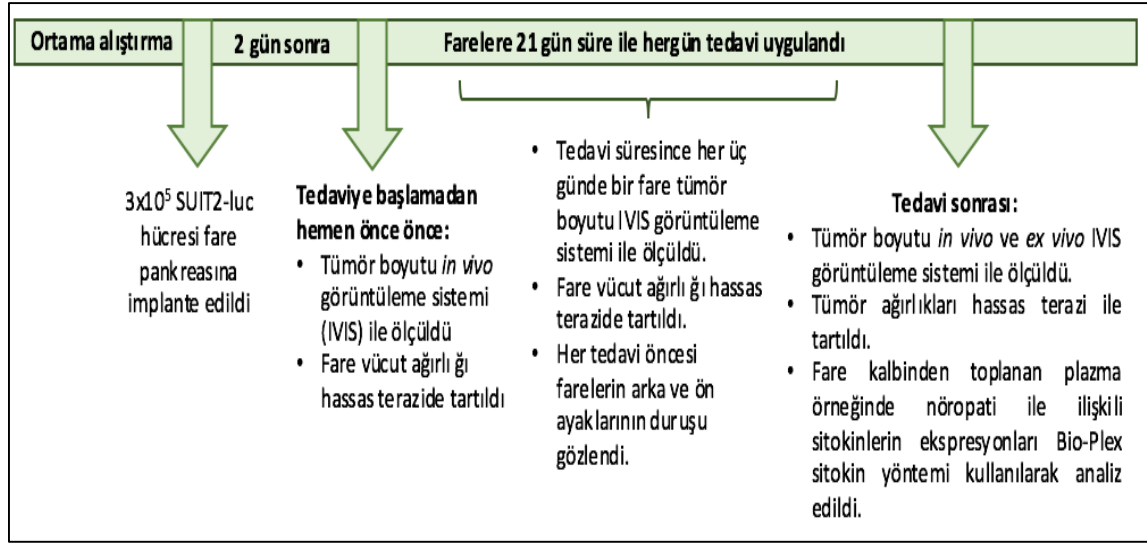 Ortama alıştırma
2 gün sonra
Farelere 21 gün süre ile hergün tedavi uygulandı
3x10⁵ SUIT2-luc
hücresi fare
pankreasına
implante edildi
Tedaviye başlamadan
hemen önce önce:
• Tümör boyutu in vivo
görüntüleme sistemi
(IVIS) ile ölçüldü
• Fare vücut ağırlı ğı
hassas terazide tartıldı
• Tedavi süresince her üç
günde bir fare tümör
boyutu IVIS görüntüleme
sistemi ile ölçüldü.
• Fare vücut ağırlı ğı hassas
terazide tartıldı.
• Her tedavi öncesi
farelerin arka ve ön
ayaklarının duruşu
gözlendi.
Tedavi sonrası:
• Tümör boyutu in vivo ve ex vivo IVIS
görüntüleme sistemi ile ölçüldü.
• Tümör ağırlıkları hassas terazi ile
tartıldı.
• Fare kalbinden toplanan plazma
örneğinde nöropati ile ilişkili
sitokinlerin ekspresyonları Bio-Plex
sitokin yöntemi kullanılarak analiz
edildi.